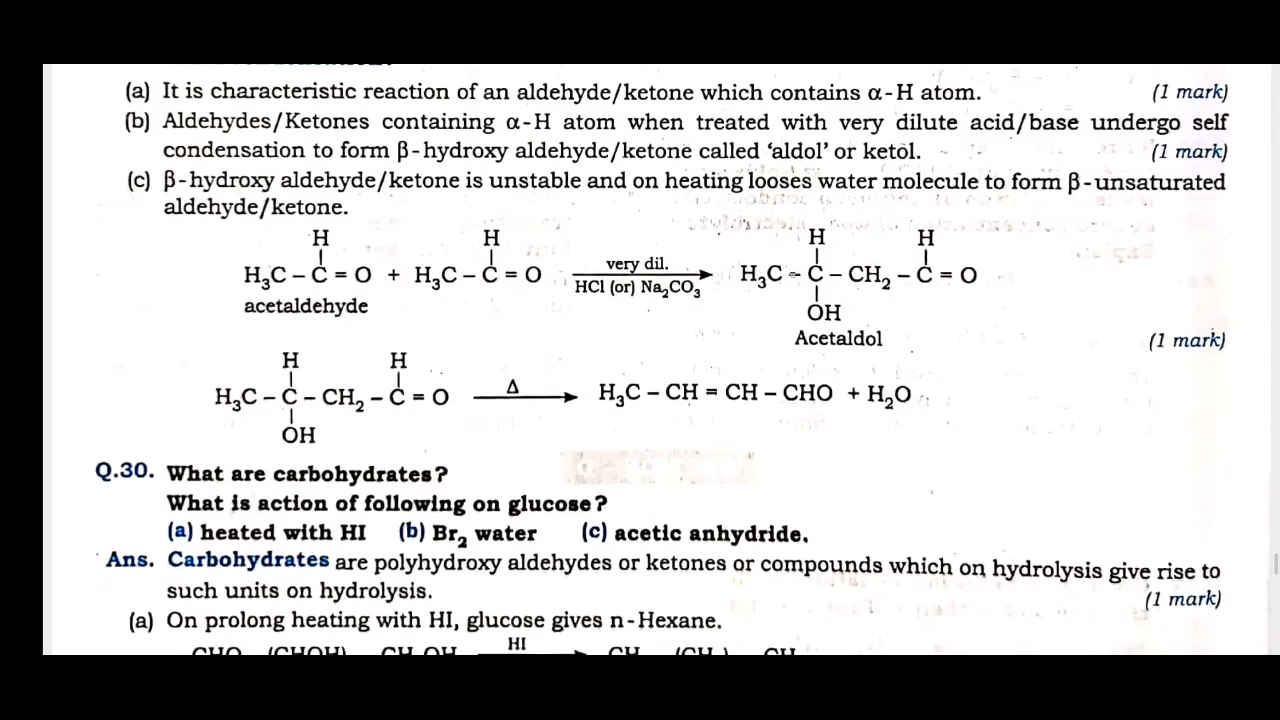 (a) It is characteristic reaction of an aldehyde/ketone which contains α-H atom. (1 mark)
(b) Aldehydes/Ketones containing α-H atom when treated with very dilute acid/base undergo self
condensation to form β-hydroxy aldehyde/ketone called 'aldol' or ketol. (1 mark)
(c) β-hydroxy aldehyde/ketone is unstable and on heating looses water molecule to form β-unsaturated
aldehyde/ketone.
H H H H
H₃C – C = O + H₃C – C = O very dil. H₃C – C – CH₂ – C = O
HCl (or) Na₂CO₃
acetaldehyde OH
Acetaldol (1 mark)
H H
H₃C – C – CH₂ – C = O Δ H₃C – CH = CH – CHO + H₂O
OH
Q.30. What are carbohydrates?
What is action of following on glucose?
(a) heated with HI (b) Br₂ water (c) acetic anhydride.
Ans. Carbohydrates are polyhydroxy aldehydes or ketones or compounds which on hydrolysis give rise to
such units on hydrolysis. (1 mark)
(a) On prolong heating with HI, glucose gives n-Hexane.
HI